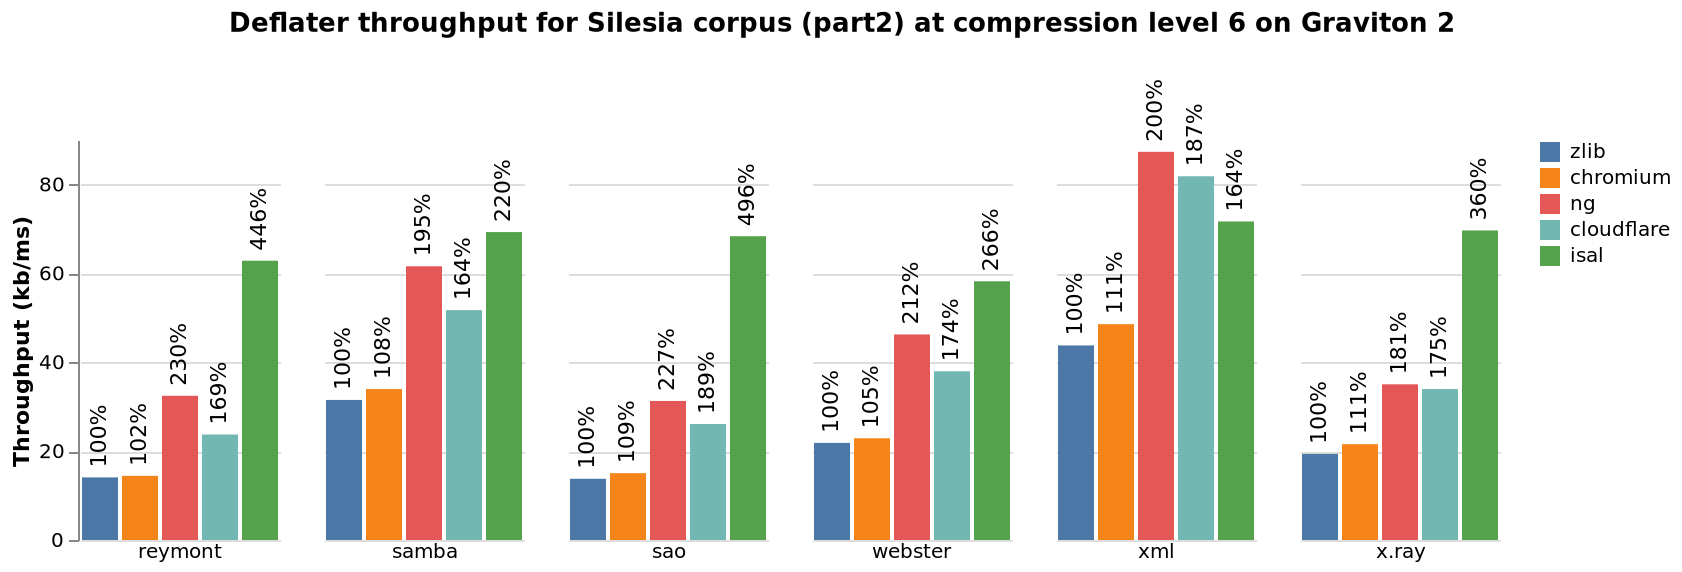 Deflater throughput for Silesia corpus (part2) at compression level 6 on Graviton 2
Throughput (kb/ms)
80
60
40
20
0
100%
102%
230%
169%
446%
reymont
100%
108%
195%
164%
220%
samba
100%
109%
227%
189%
496%
sao
100%
105%
212%
174%
266%
webster
100%
111%
200%
187%
164%
xml
100%
111%
181%
175%
360%
x.ray
zlib
chromium
ng
cloudflare
isal